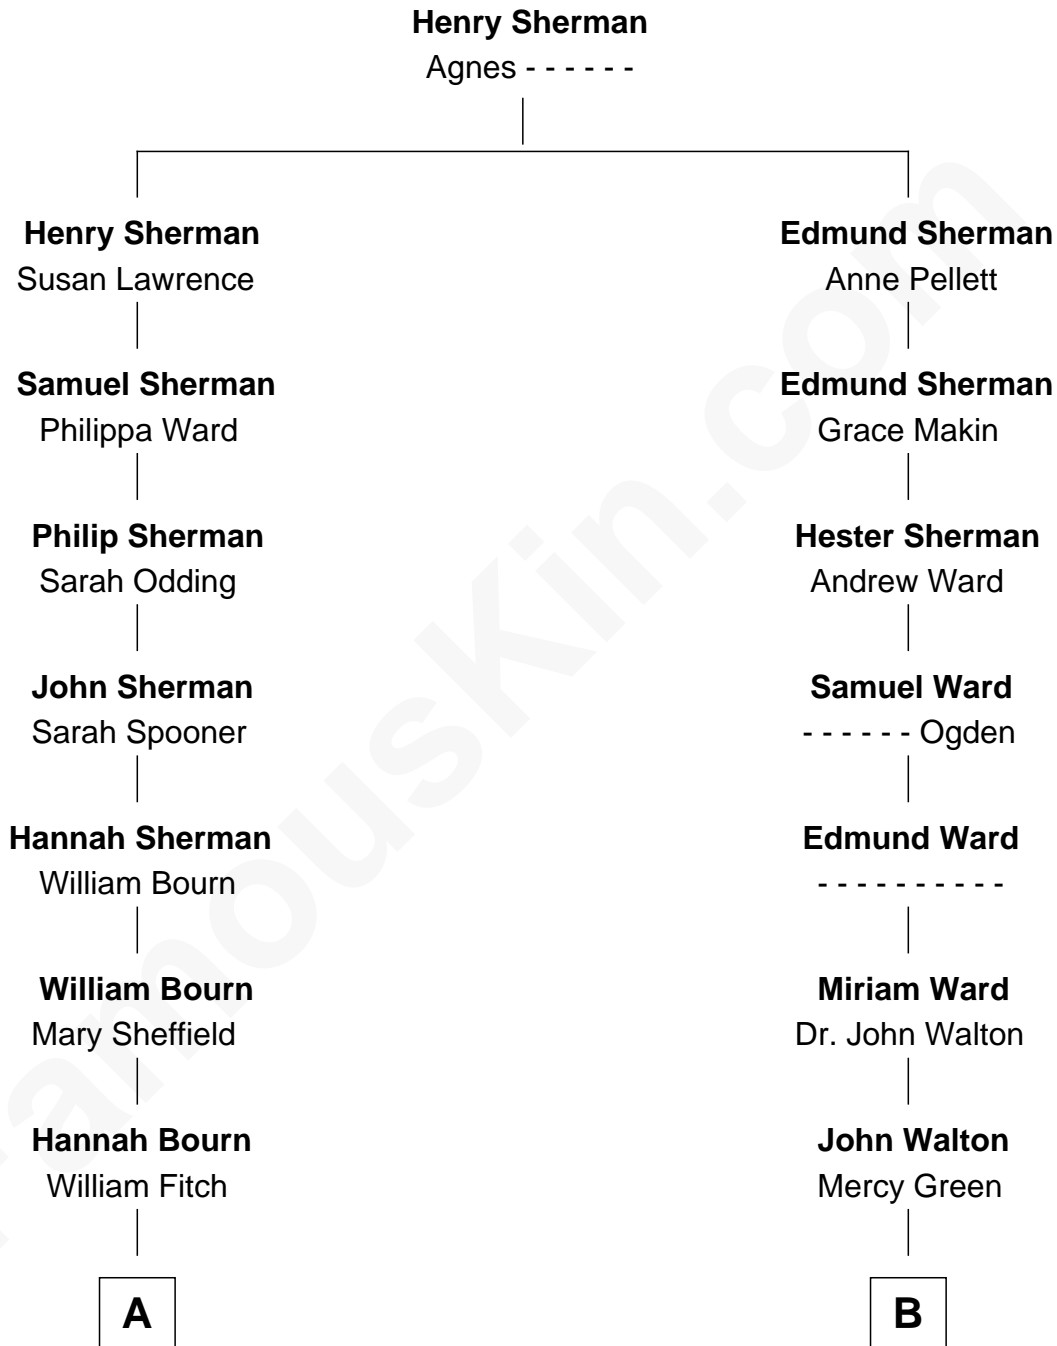 Henry Sherman
Agnes - - - - - -
Henry Sherman
Susan Lawrence
Samuel Sherman
Philippa Ward
Philip Sherman
Sarah Odding
John Sherman
Sarah Spooner
Hannah Sherman
William Bourn
William Bourn
Mary Sheffield
Hannah Bourn
William Fitch
A
Edmund Sherman
Anne Pellett
Edmund Sherman
Grace Makin
Hester Sherman
Andrew Ward
Samuel Ward
- - - - - - Ogden
Edmund Ward
- - - - - - - - - -
Miriam Ward
Dr. John Walton
John Walton
Mercy Green
B
FamousKin.com